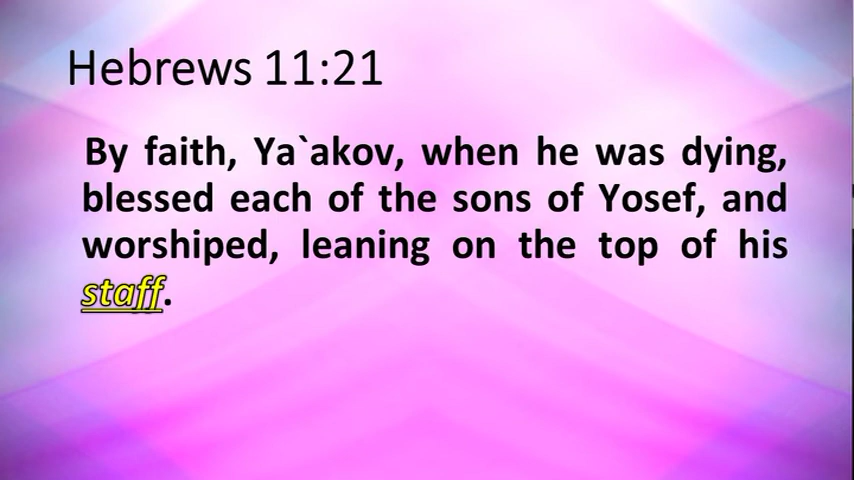 Hebrews 11:21
By faith, Ya`akov, when he was dying,
blessed each of the sons of Yosef, and
worshiped, leaning on the top of his
staff.